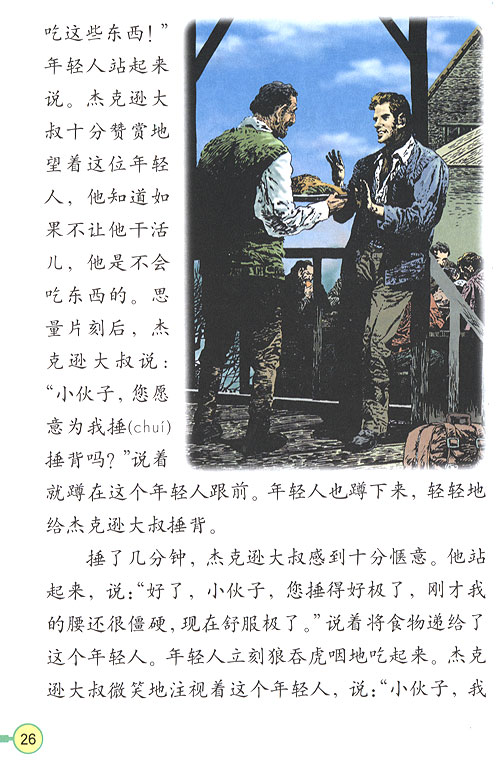 吃这些东西！”
年轻人站起来
说。杰克逊大
叔十分赞赏地
望着这位年轻
人，他知道如
果不让他干活
儿，他是不会
吃东西的。思
量片刻后，杰
克逊大叔说：
“小伙子，您愿
意为我捶(chuí)
捶背吗？”说着
就蹲在这个年轻人跟前。年轻人也蹲下来，轻轻地
给杰克逊大叔捶背。
捶了几分钟，杰克逊大叔感到十分惬意。他站
起来，说：“好了，小伙子，您捶得好极了，刚才我
的腰还很僵硬，现在舒服极了。”说着将食物递给了
这个年轻人。年轻人立刻狼吞虎咽地吃起来。杰克
逊大叔微笑地注视着这个年轻人，说：“小伙子，我
26